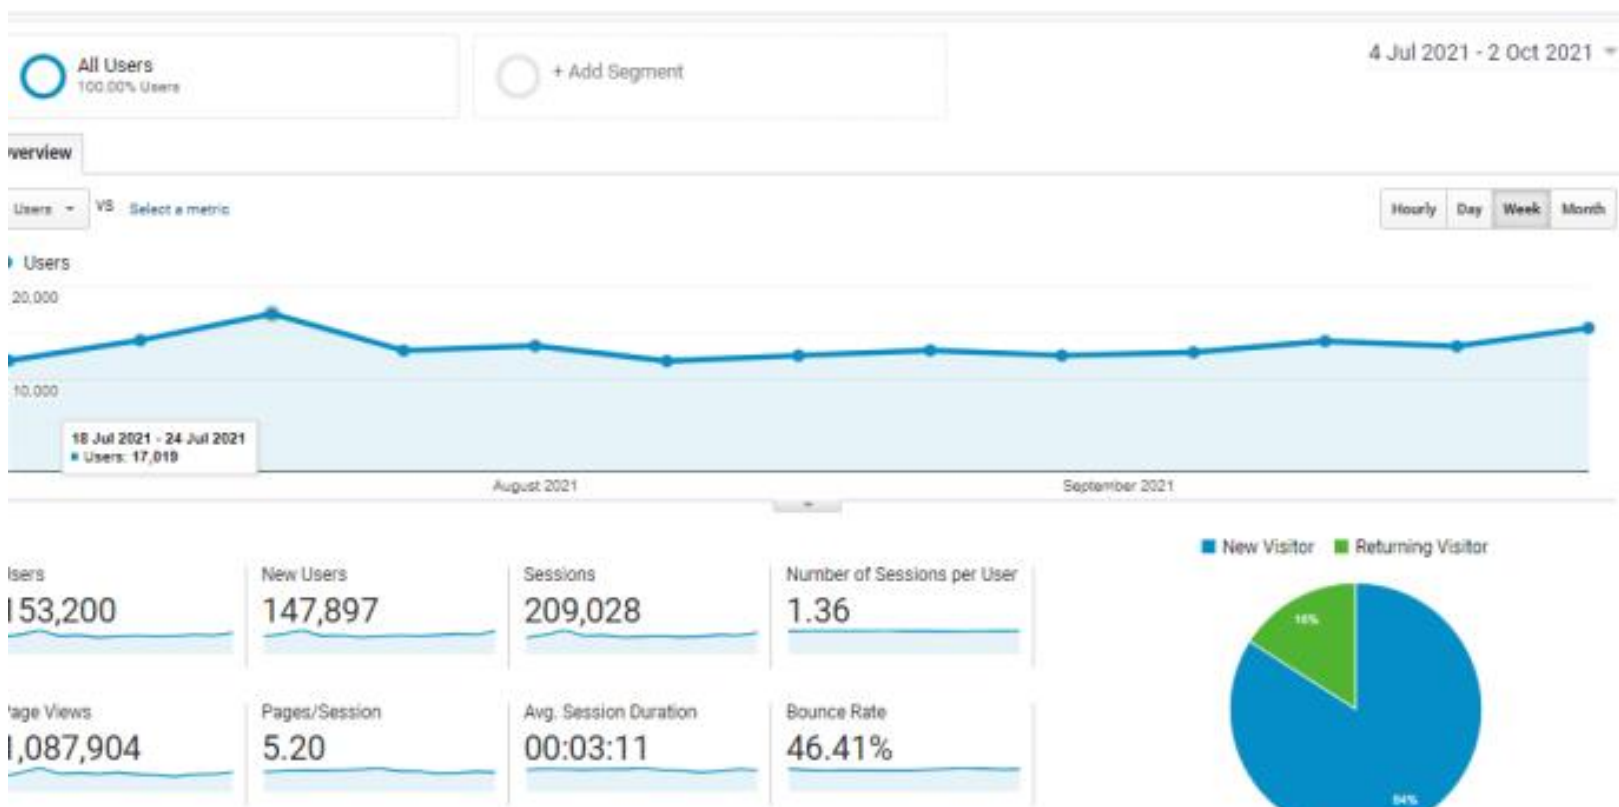 All Users
100.00% Users
+ Add Segment
4 Jul 2021 - 2 Oct 2021
verview
Users
VS
Select a metric
Hourly Day Week Month
Users
20,000
10,000
18 Jul 2021 - 24 Jul 2021
Users: 17,019
August 2021
September 2021
New Visitor
Returning Visitor
sers
153,200
New Users
147,897
Sessions
209,028
Number of Sessions per User
1.36
age Views
1,087,904
Pages/Session
5.20
Avg. Session Duration
00:03:11
Bounce Rate
46.41%
16%
84%